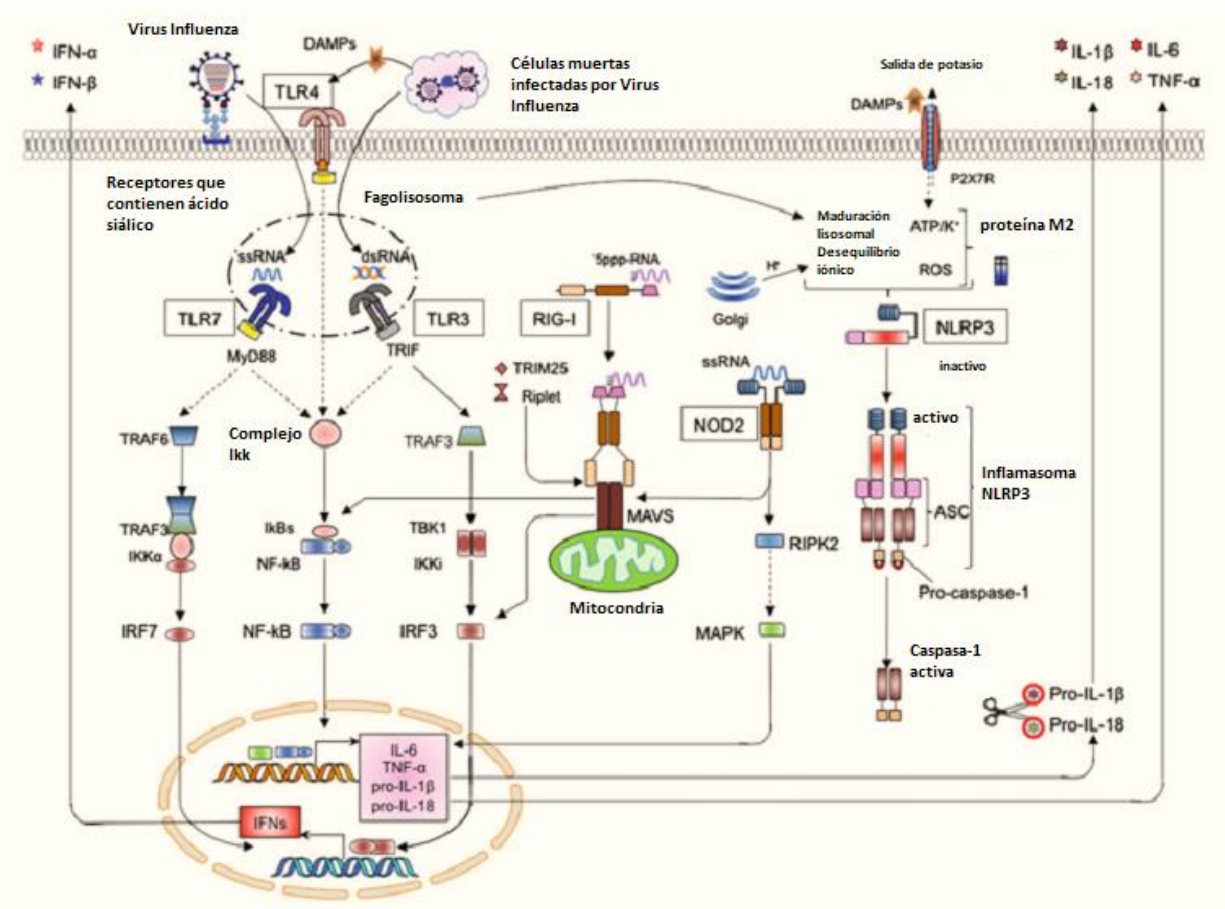 Virus Influenza
IFN-α
IFN-β
DAMPs
TLR4
Células muertas
infectadas por Virus
Influenza
Salida de potasio
DAMPs
IL-1β
IL-6
IL-18
TNF-α
P2X7R
Receptores que
contienen ácido
siálico
Fagolisosoma
Maduración
lisosomal
Desequilibrio
iónico
ATP/K⁺
ROS
proteína M2
ssRNA
dsRNA
TLR7
TLR3
MyD88
TRIF
5ppp-RNA
RIG-I
H⁺
Golgi
NLRP3
inactivo
TRIM25
Riplet
ssRNA
NOD2
activo
TRAF6
Complejo
Ikk
TRAF3
Inflamasoma
NLRP3
ASC
TRAF3
IKKα
IkBs
NF-kB
TBK1
IKKi
MAVS
RIPK2
Mitocondria
Pro-caspase-1
IRF7
NF-kB
IRF3
MAPK
Caspasa-1
activa
Pro-IL-1β
Pro-IL-18
IL-6
TNF-α
pro-IL-1β
pro-IL-18
IFNs